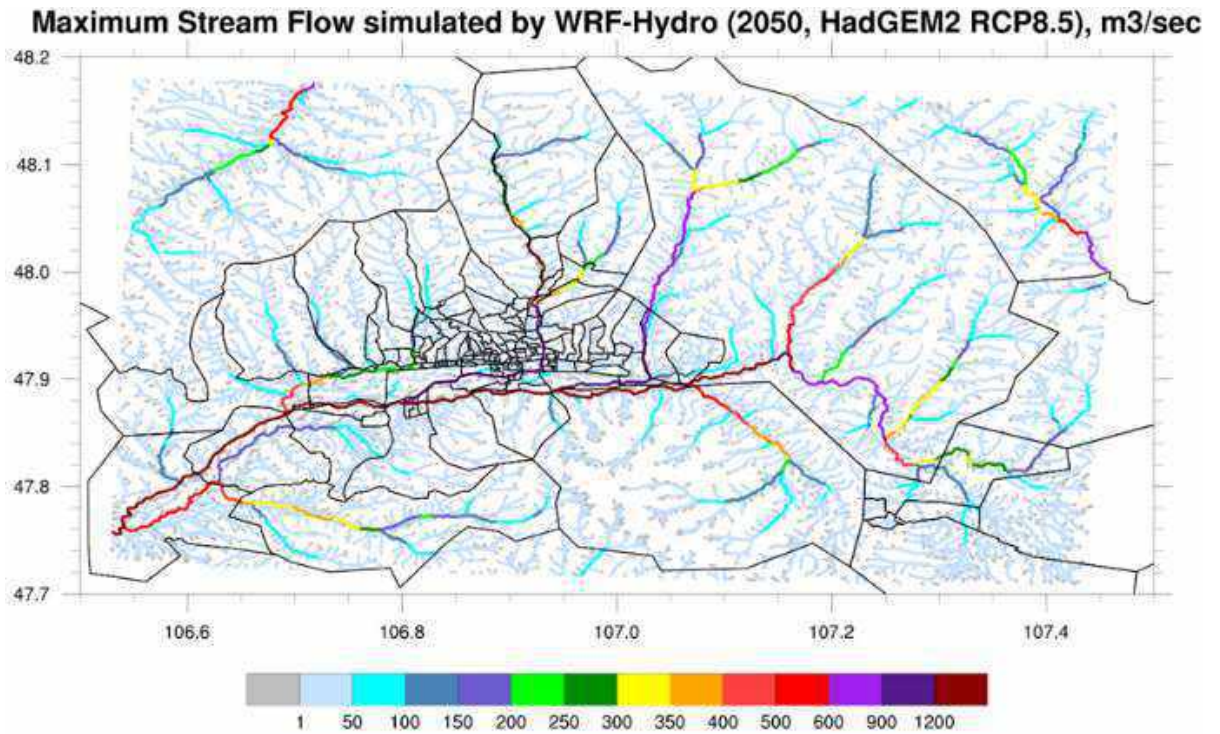 Maximum Stream Flow simulated by WRF-Hydro (2050, HadGEM2 RCP8.5), m3/sec
48.2
48.1
48.0
47.9
47.8
47.7
106.6 106.8 107.0 107.2 107.4
1 50 100 150 200 250 300 350 400 500 600 900 1200